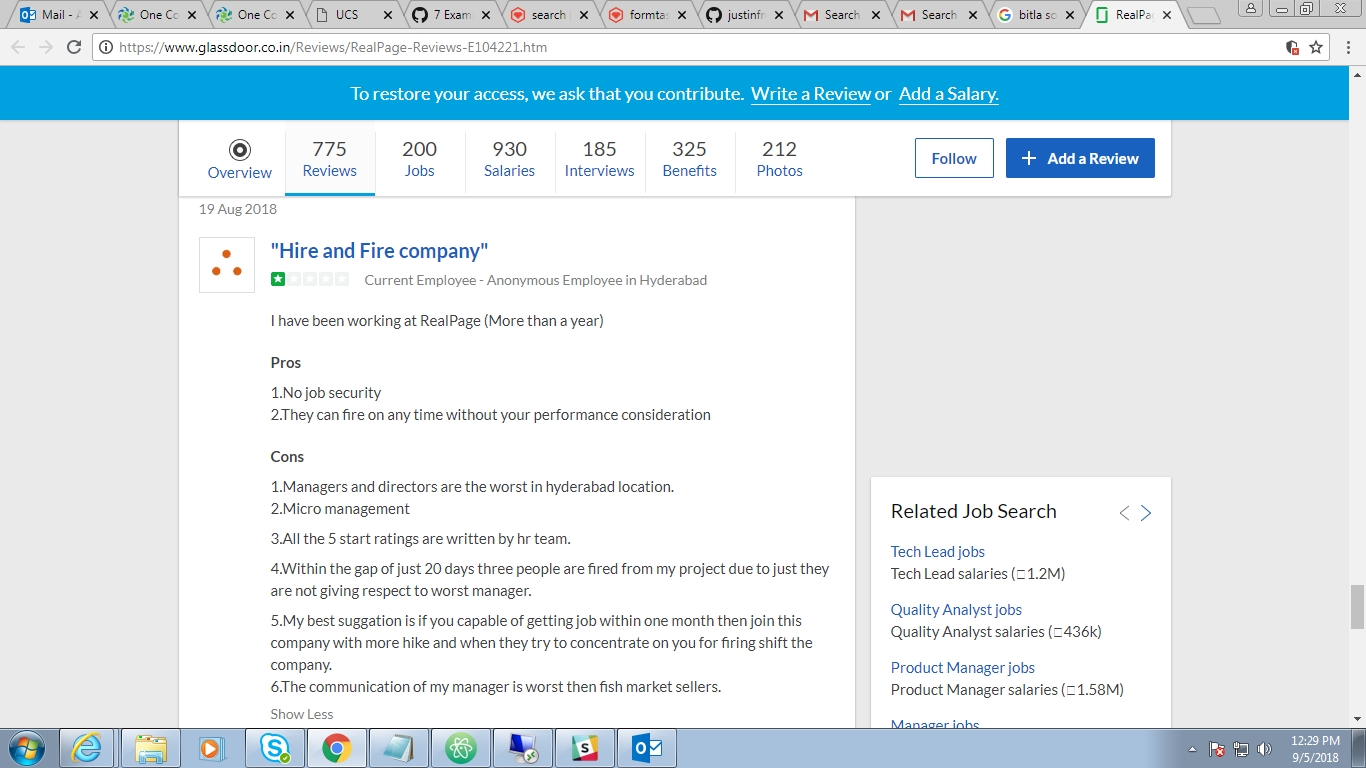 Mail - A
One Co
One Co
UCS
7 Exam
search
formtas
justinfr
Search
Search
bitla so
RealPa
https://www.glassdoor.co.in/Reviews/RealPage-Reviews-E104221.htm
To restore your access, we ask that you contribute. Write a Review or Add a Salary.
Overview
775
Reviews
200
Jobs
930
Salaries
185
Interviews
325
Benefits
212
Photos
Follow
+ Add a Review
19 Aug 2018
"Hire and Fire company"
Current Employee - Anonymous Employee in Hyderabad
I have been working at RealPage (More than a year)
Pros
1.No job security
2.They can fire on any time without your performance consideration
Cons
1.Managers and directors are the worst in hyderabad location.
2.Micro management
3.All the 5 start ratings are written by hr team.
4.Within the gap of just 20 days three people are fired from my project due to just they
are not giving respect to worst manager.
5.My best suggation is if you capable of getting job within one month then join this
company with more hike and when they try to concentrate on you for firing shift the
company.
6.The communication of my manager is worst then fish market sellers.
Show Less
Related Job Search
Tech Lead jobs
Tech Lead salaries (□1.2M)
Quality Analyst jobs
Quality Analyst salaries (□436k)
Product Manager jobs
Product Manager salaries (□1.58M)
Manager jobs
12:29 PM
9/5/2018